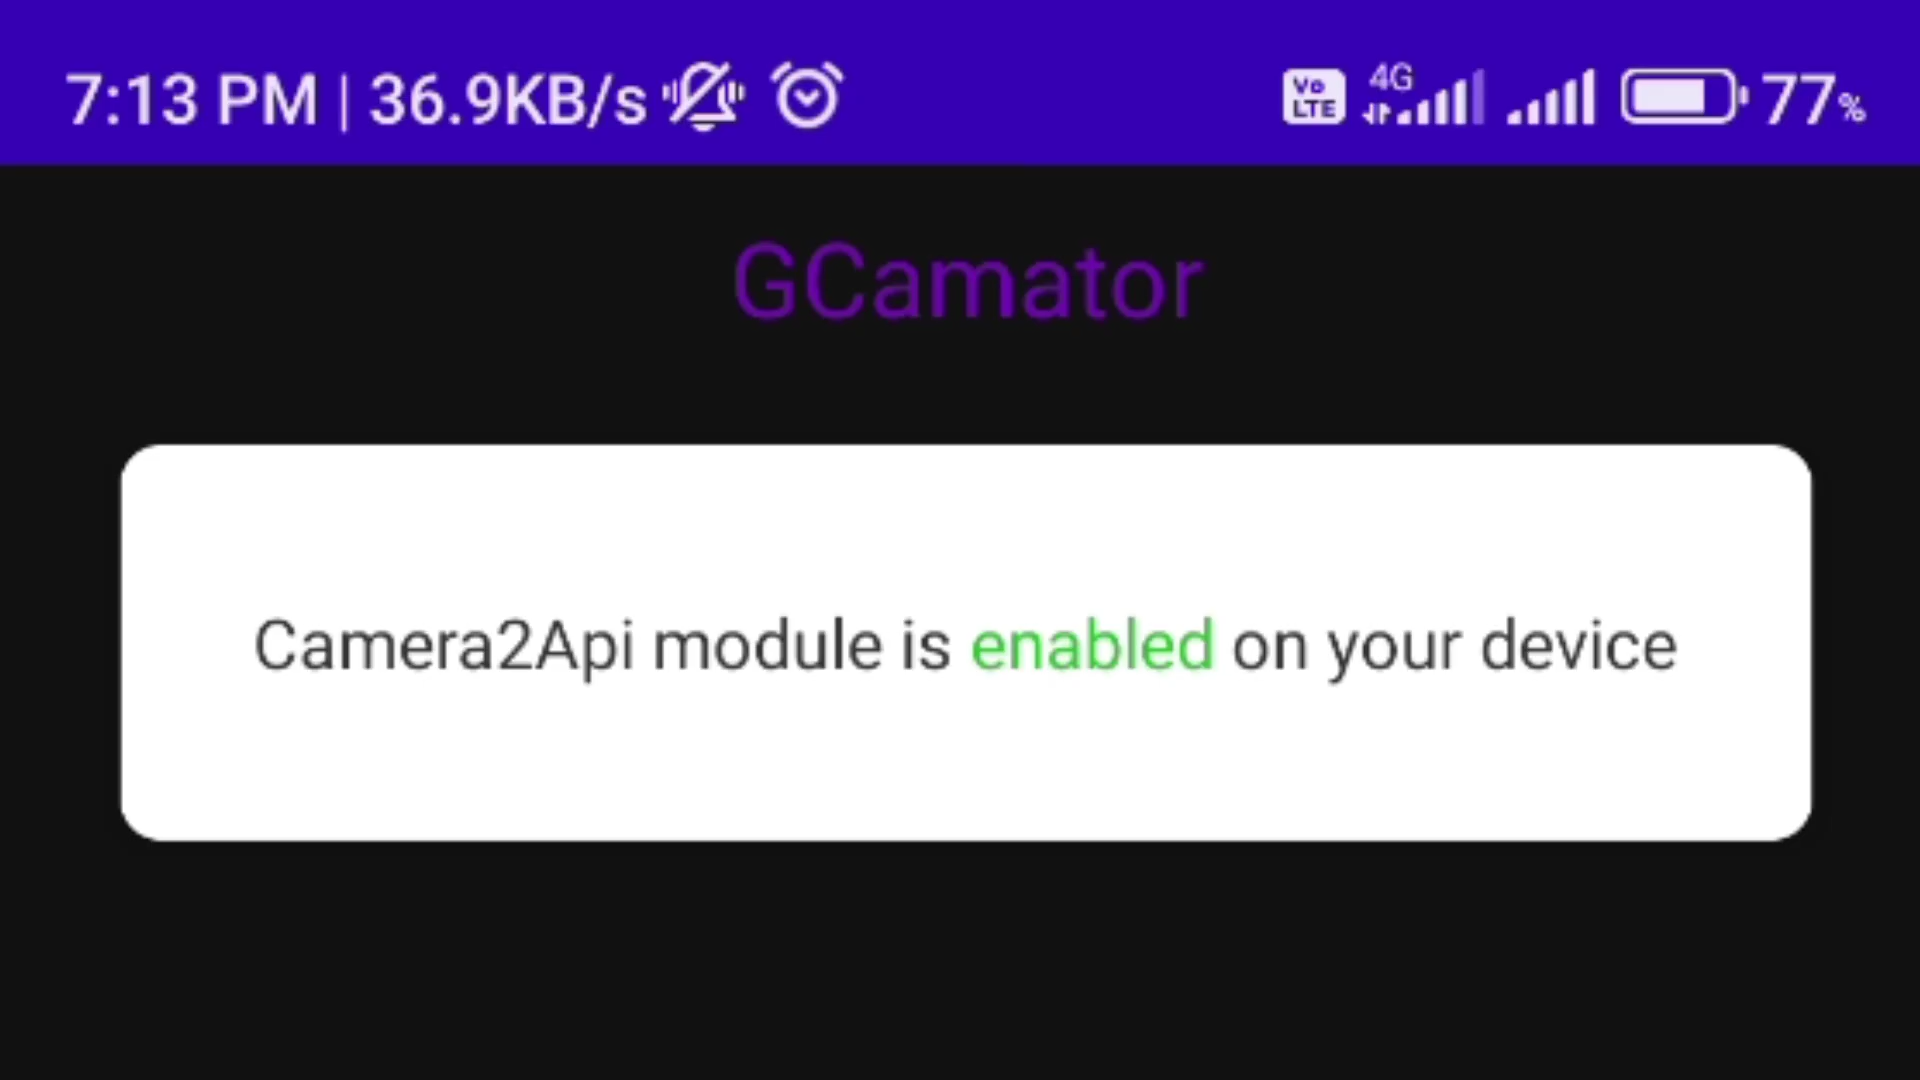 7:13 PM | 36.9KB/s Vo LTE 4G 77%
GCamator
Camera2Api module is enabled on your device